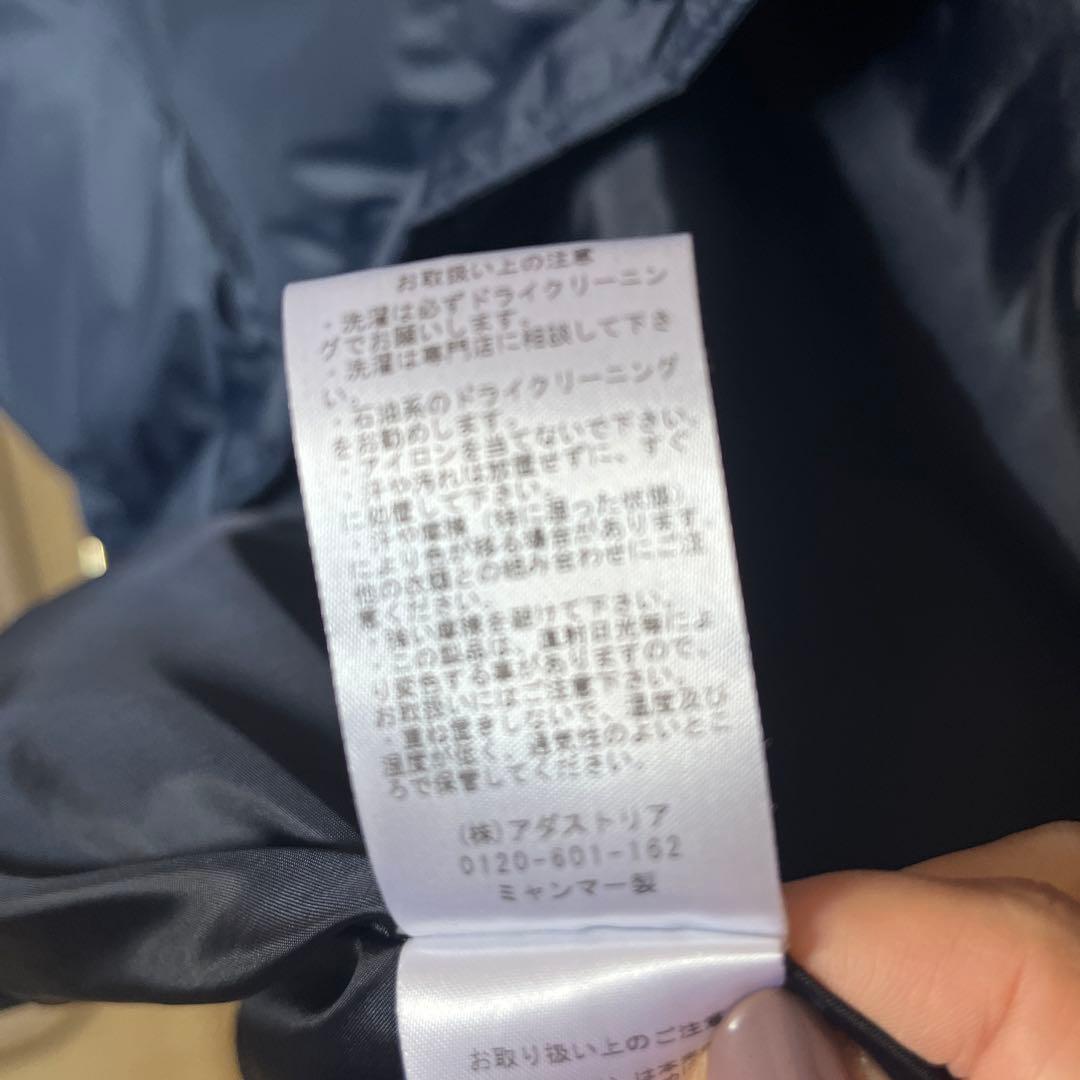 お取扱い上の注意
・洗濯は必ずドライクリーニン
グでお願いします。
・洗濯は専門店に相談して下さ
い。
・石油系のドライクリーニング
をお勧めします。
・アイロンを当てないで下さい。
・汗や汚れは放置せずに、すぐ
に処理して下さい。
・汗や摩擦（特に湿った状態）
により色が移る場合があります。
他の衣類との組み合わせにご注
意ください。
・強い摩擦を避けて下さい。
・この製品は、直射日光等によ
り変色する事がありますので、
お取扱いにはご注意下さい。
・重ね置きしないで、温度及び
湿度が低く、通気性のよいとこ
ろで保管してください。
(株)アダストリア
0120-601-162
ミャンマー製
お取り扱い上のご注意